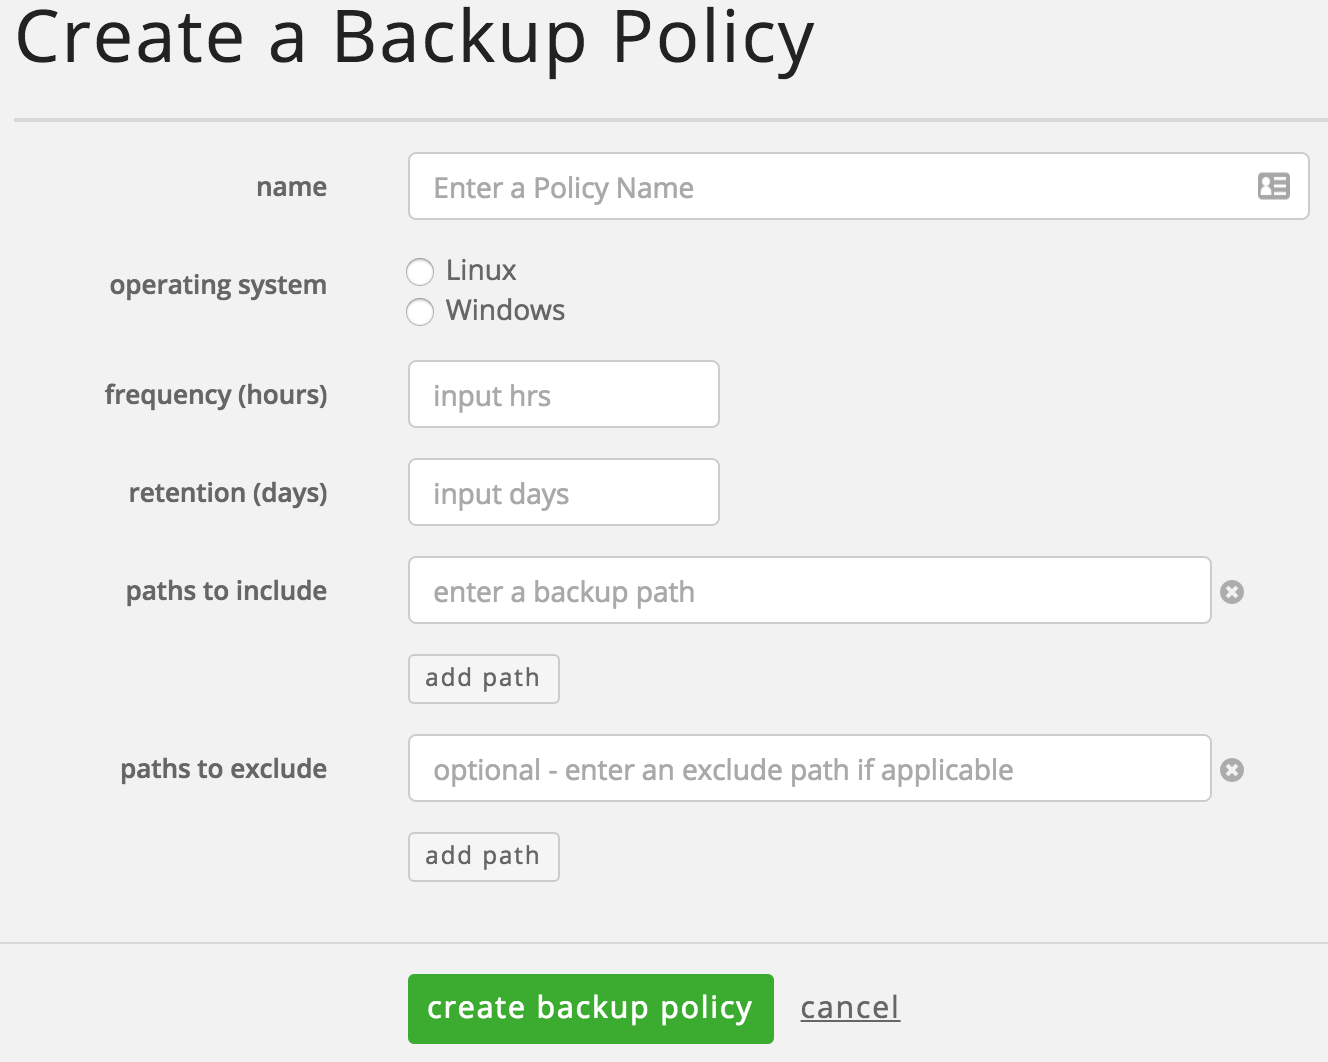 Create a Backup Policy
name
Enter a Policy Name
operating system
Linux
Windows
frequency (hours)
input hrs
retention (days)
input days
paths to include
enter a backup path
add path
paths to exclude
optional - enter an exclude path if applicable
add path
create backup policy
cancel